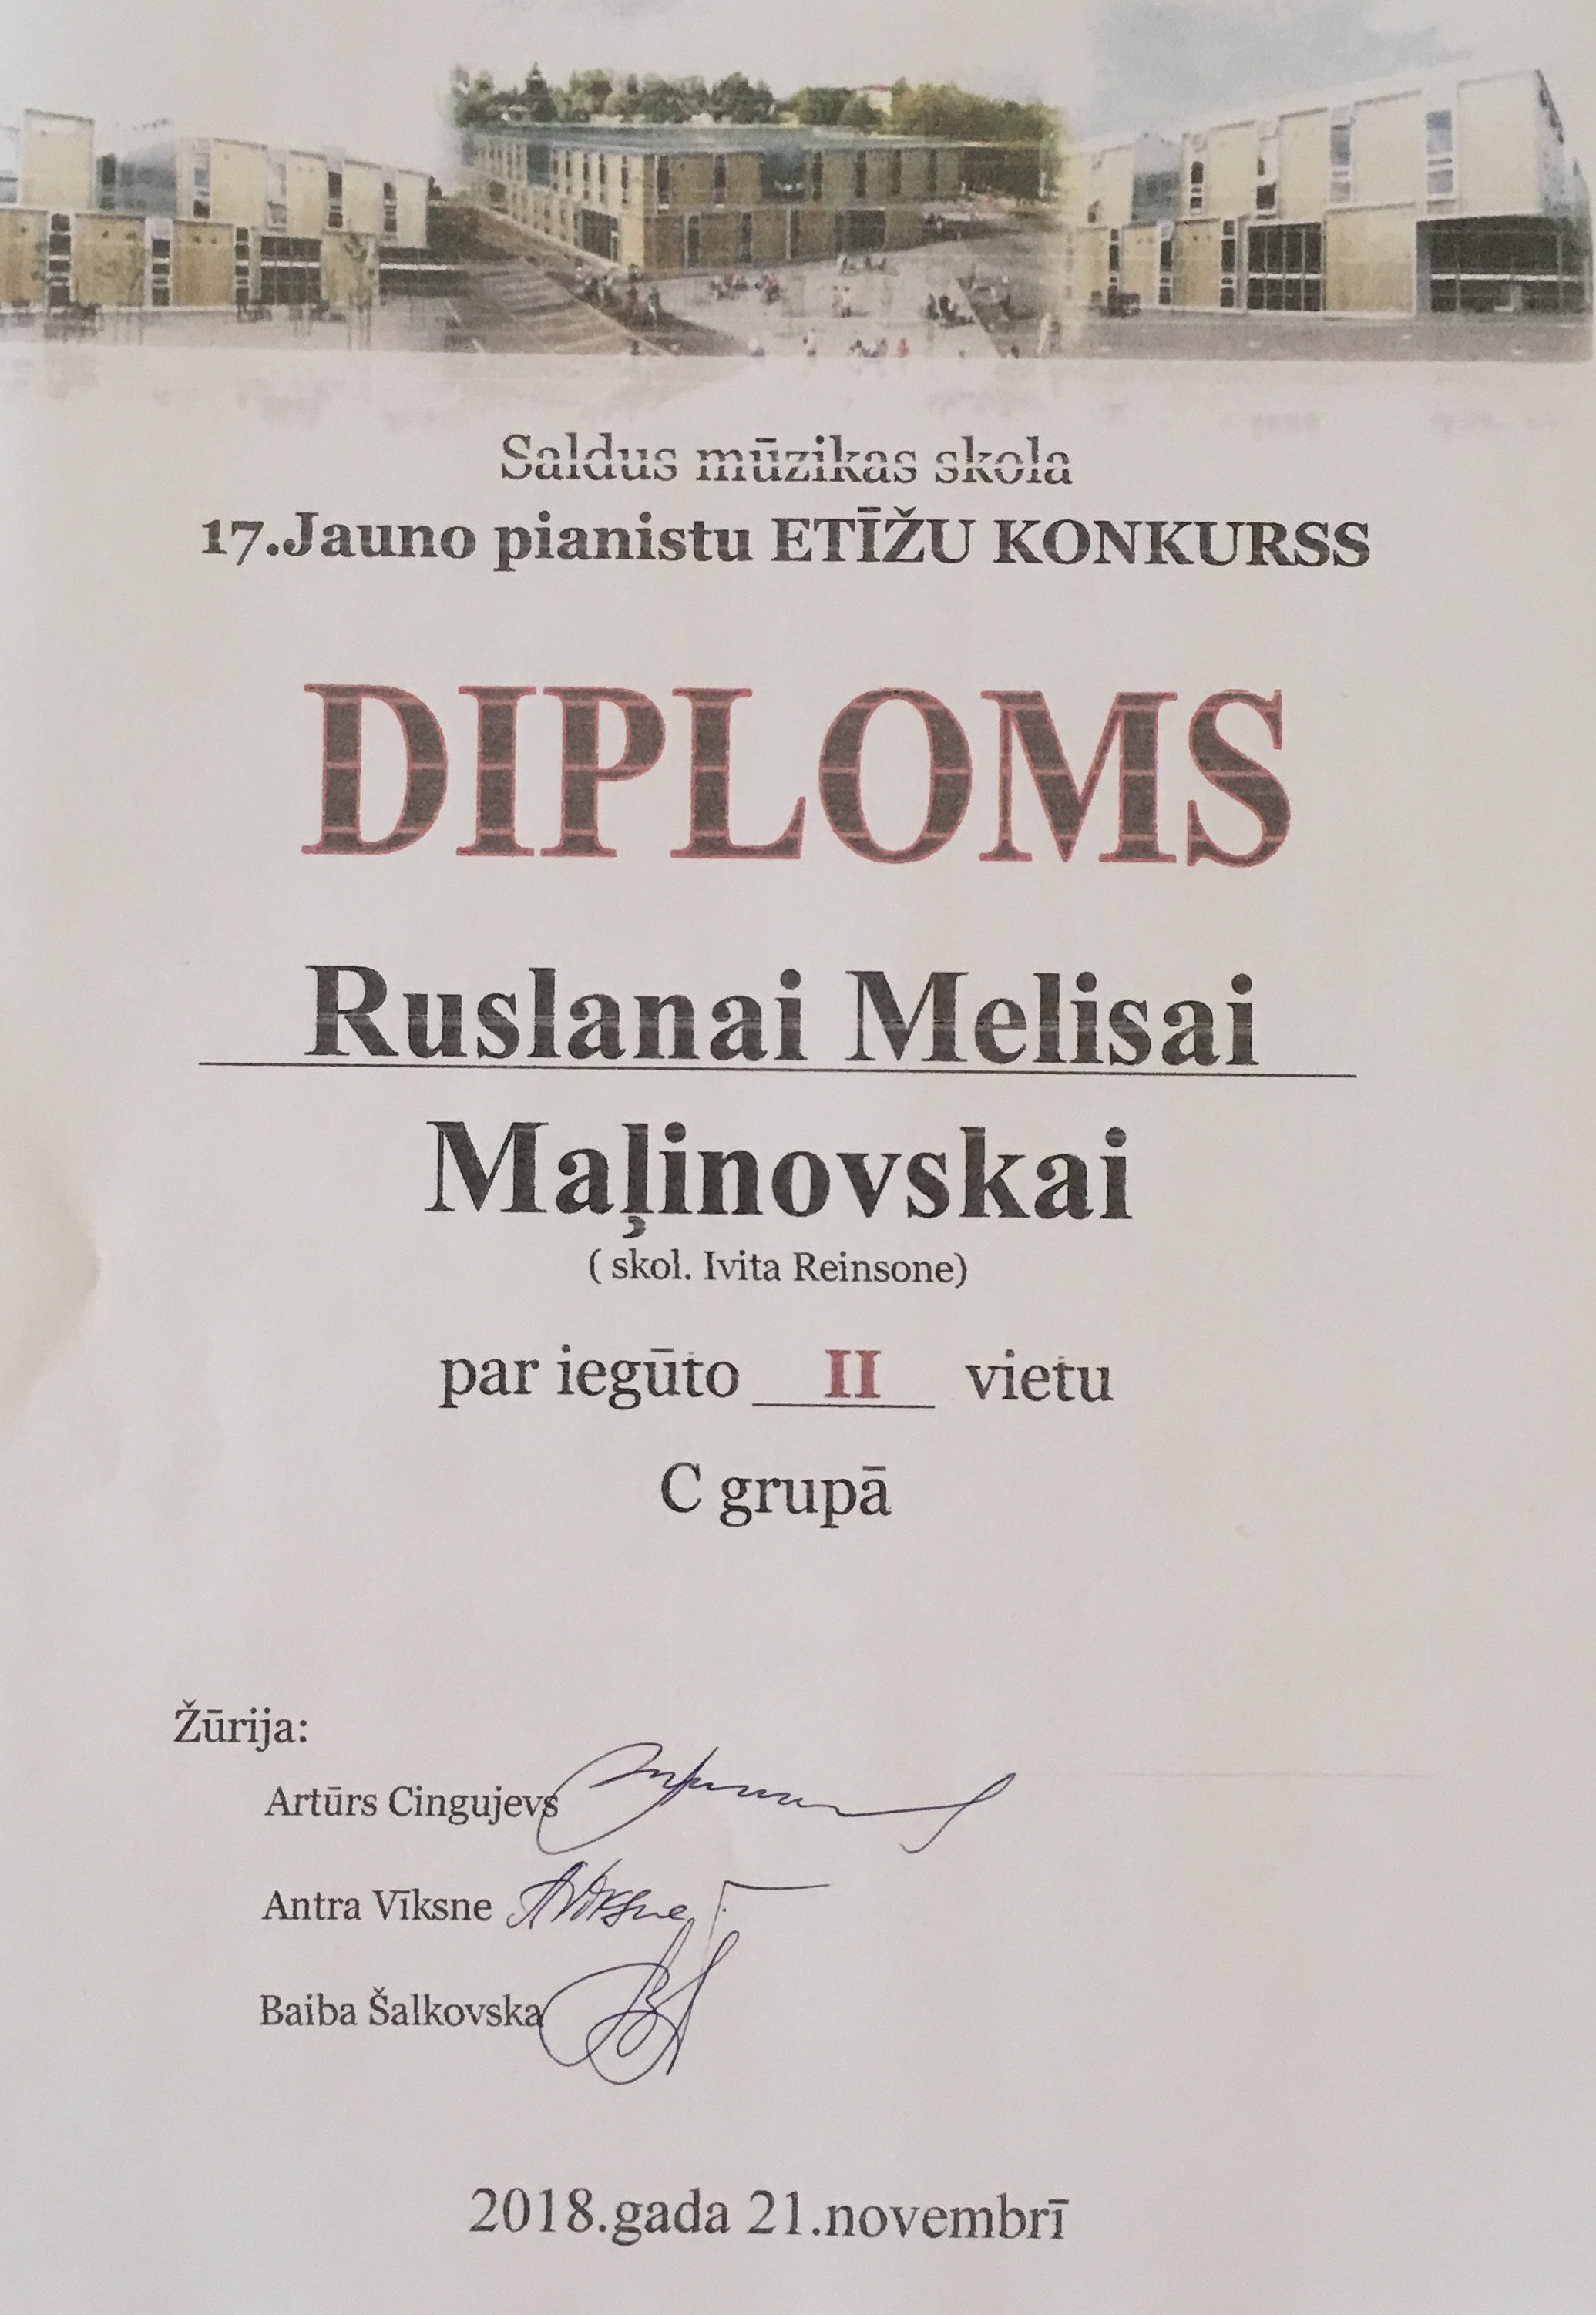 Saldus mūzikas skola
17.Jauno pianistu ETĪŽU KONKURSS
DIPLOMS
Ruslanai Melisai
Maļinovskai
( skol. Ivita Reinsone)
par iegūto II vietu
C grupā
Žūrija:
Artūrs Cingujevs
Antra Vīksne AVīksne
Baiba Šalkovska
2018.gada 21.novembrī